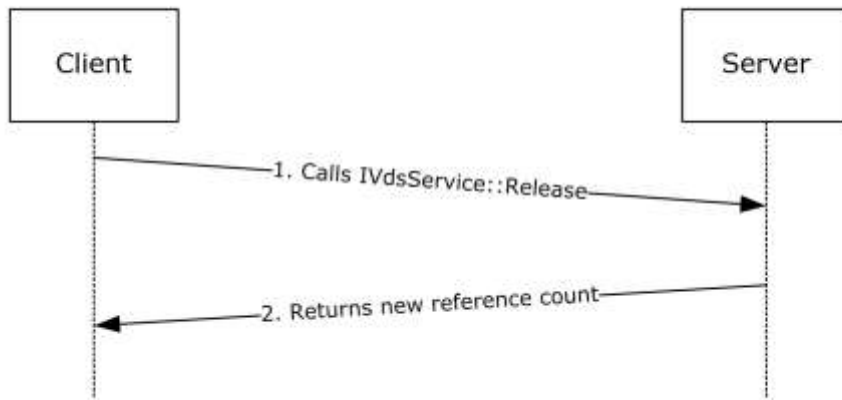 Client
Server
1. Calls IVdsService::Release
2. Returns new reference count